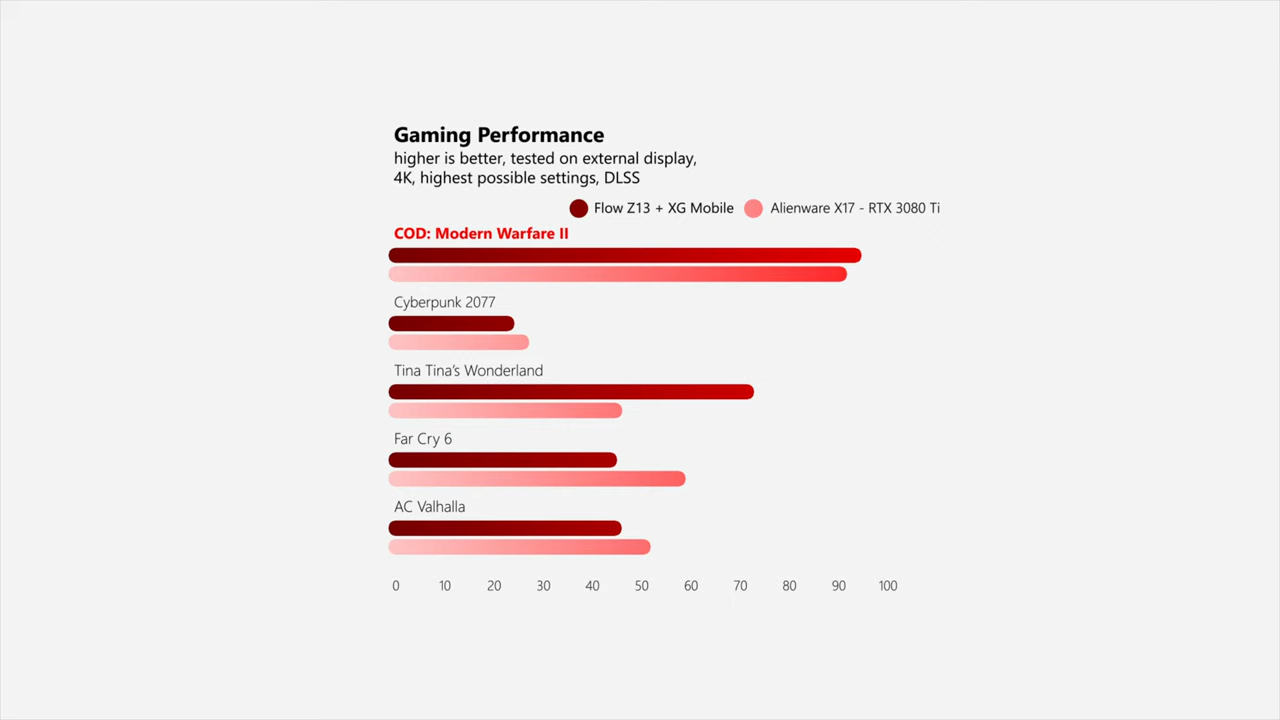 Gaming Performance
higher is better, tested on external display,
4K, highest possible settings, DLSS
Flow Z13 + XG Mobile Alienware X17 - RTX 3080 Ti
COD: Modern Warfare II
Cyberpunk 2077
Tina Tina’s Wonderland
Far Cry 6
AC Valhalla
0 10 20 30 40 50 60 70 80 90 100